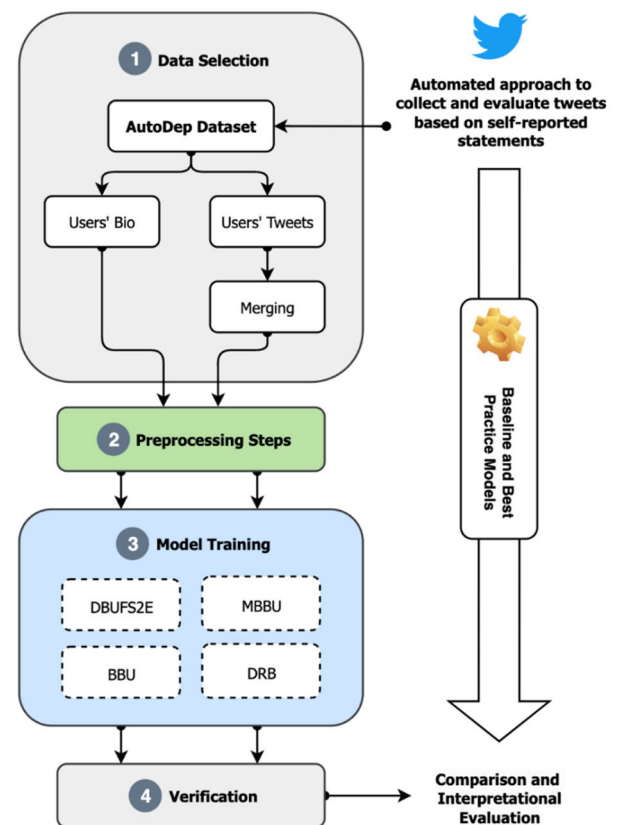 1 Data Selection
AutoDep Dataset
Users' Bio
Users' Tweets
Merging
2 Preprocessing Steps
3 Model Training
DBUFS2E
MBBU
BBU
DRB
4 Verification
Automated approach to
collect and evaluate tweets
based on self-reported
statements
Baseline and Best
Practice Models
Comparison and
Interpretational
Evaluation